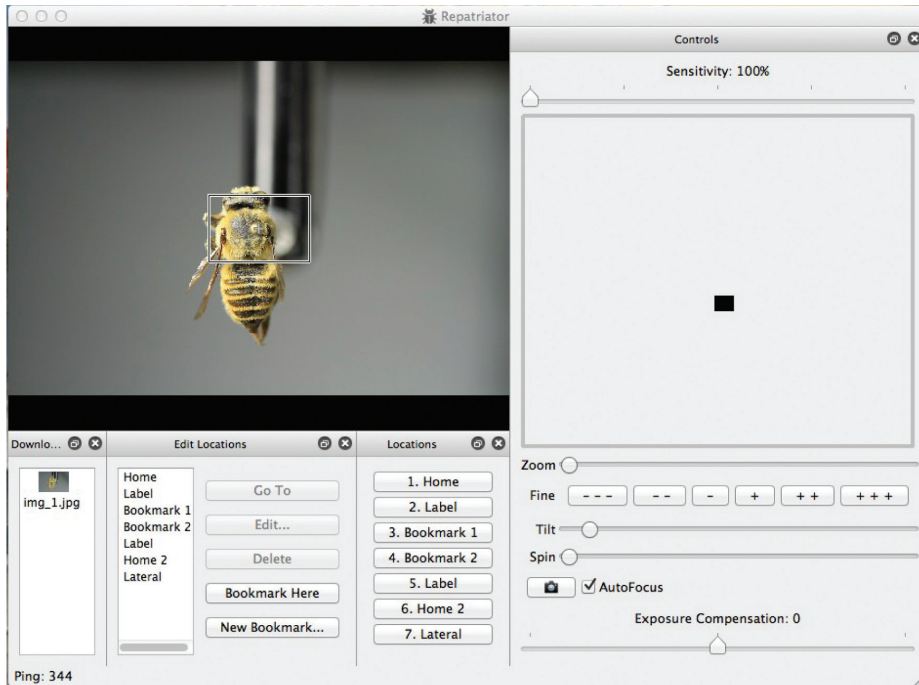 Repatriator
Controls
Sensitivity: 100%
Downlo...
Edit Locations
Locations
img_1.jpg
Home
Label
Bookmark 1
Bookmark 2
Label
Home 2
Lateral
Go To
Edit...
Delete
Bookmark Here
New Bookmark...
1. Home
2. Label
3. Bookmark 1
4. Bookmark 2
5. Label
6. Home 2
7. Lateral
Zoom
Fine - - - - - - + + + + + +
Tilt
Spin
AutoFocus
Exposure Compensation: 0
Ping: 344